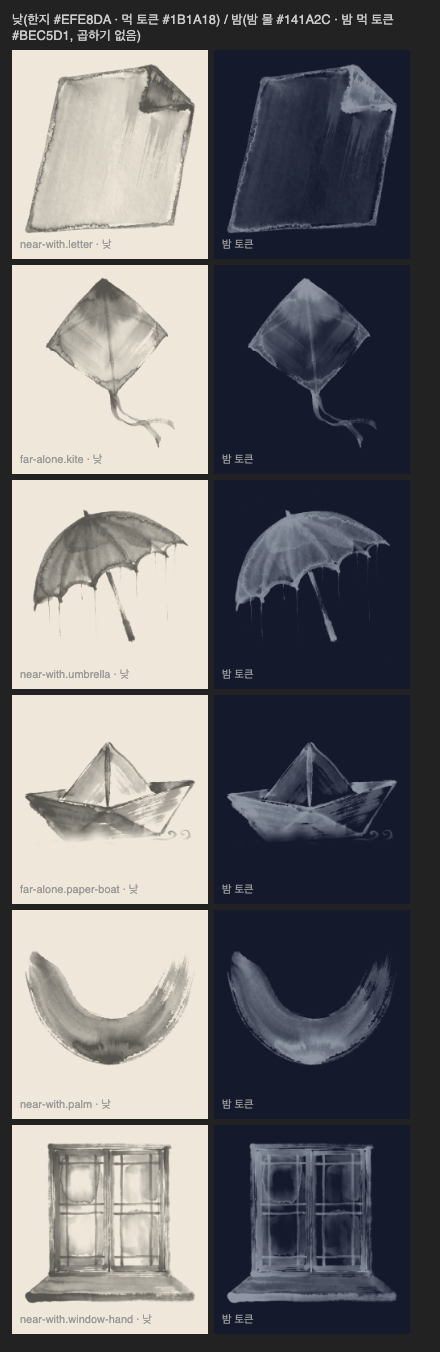 낮(한지 #EFE8DA · 먹 토큰 #1B1A18) / 밤(밤 물 #141A2C · 밤 먹 토큰
#BEC5D1, 곱하기 없음)
near-with.letter · 낮
밤 토큰
far-alone.kite · 낮
밤 토큰
near-with.umbrella · 낮
밤 토큰
far-alone.paper-boat · 낮
밤 토큰
near-with.palm · 낮
밤 토큰
near-with.window-hand · 낮
밤 토큰